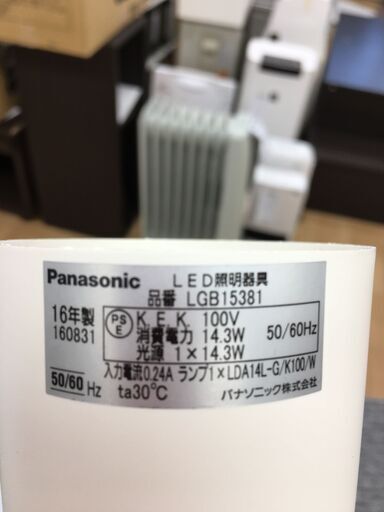 Panasonic LED照明器具
品番 LGB15381
16年製 PSE K.E.K. 100V
160831 消費電力 14.3W 50/60Hz
光源 1×14.3W
入力電流0.24A ランプ1×LDA14L-G/K100/W
50/60 Hz ta30℃ パナソニック株式会社